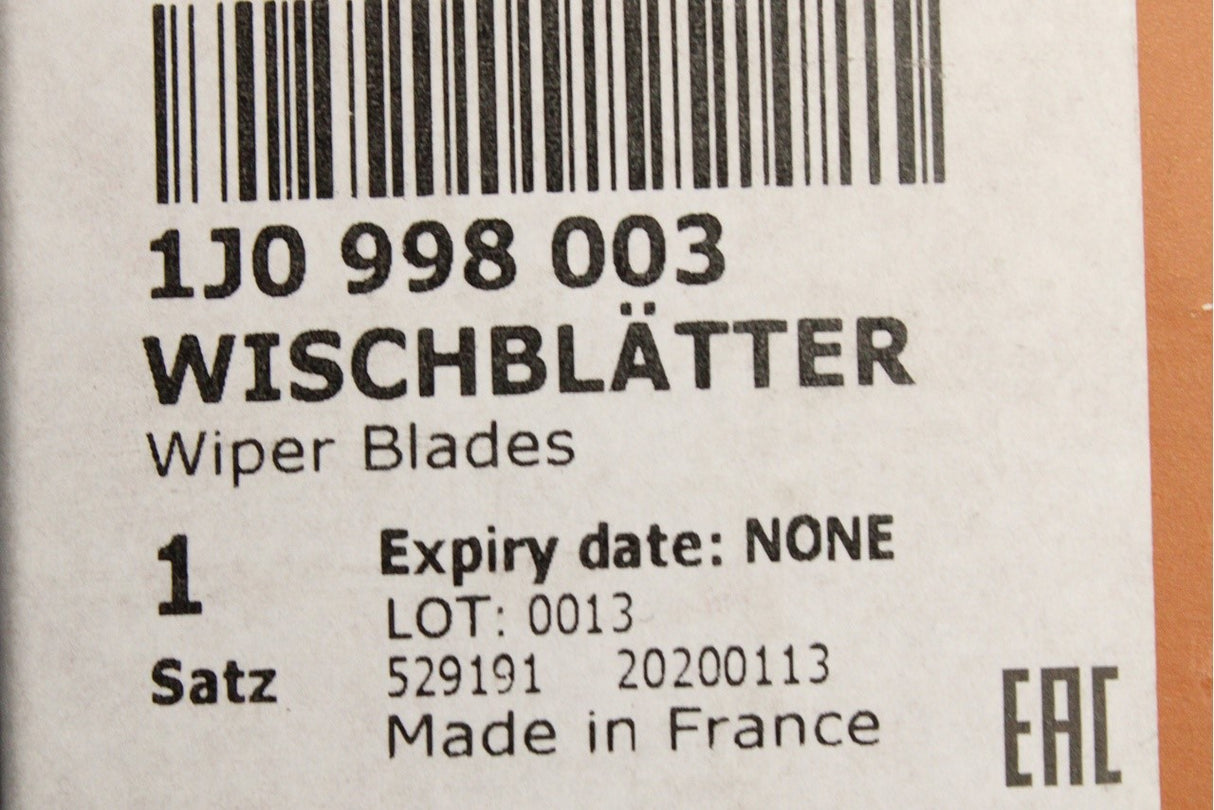 1J0 998 003
WISCHBLÄTTER
Wiper Blades
1
Satz
Expiry date: NONE
LOT: 0013
529191 20200113
Made in France
EAC